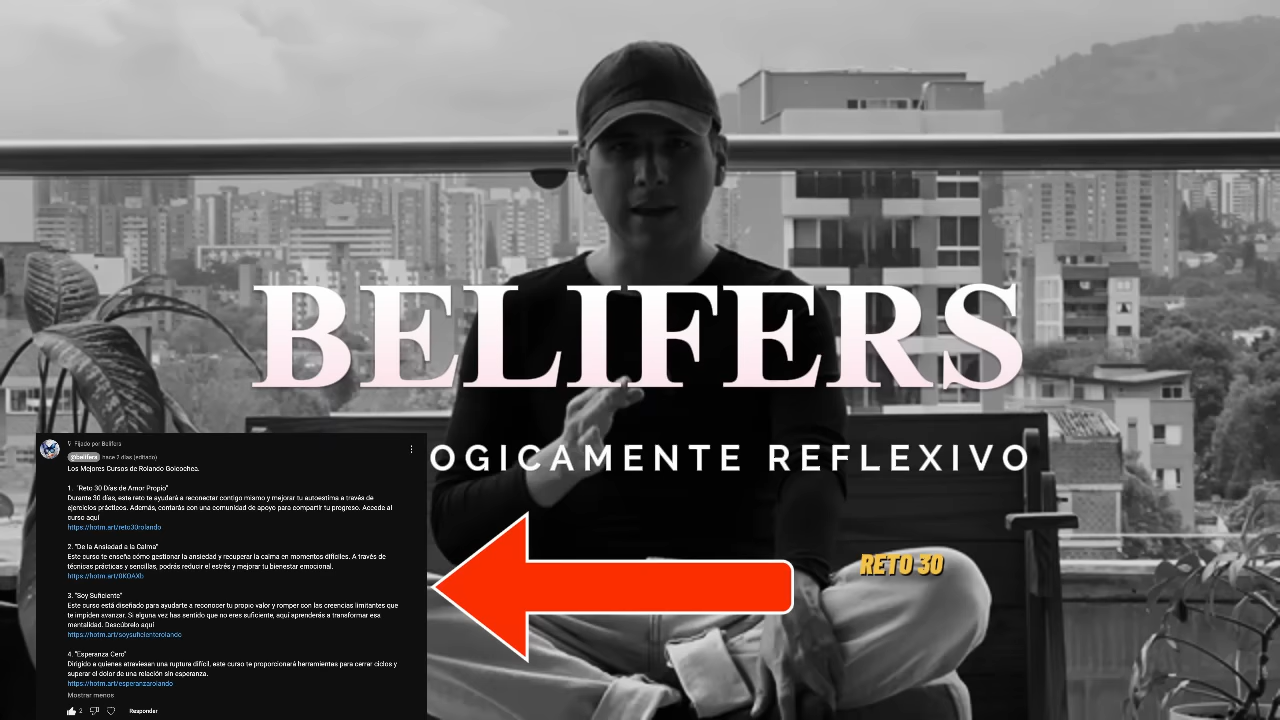 BELIFERS
OGICAMENTE REFLEXIVO
RETO 30
Fijado por Belifers
@belifers hace 2 días (editado)
Los Mejores Cursos de Rolando Goicochea.
1. "Reto 30 Días de Amor Propio"
Durante 30 días, este reto te ayudará a reconectar contigo mismo y mejorar tu autoestima a través de
ejercicios prácticos. Además, contarás con una comunidad de apoyo para compartir tu progreso. Accede al
curso aquí
https://hotm.art/reto30rolando
2. "De la Ansiedad a la Calma"
Este curso te enseña cómo gestionar la ansiedad y recuperar la calma en momentos difíciles. A través de
técnicas prácticas y sencillas, podrás reducir el estrés y mejorar tu bienestar emocional.
https://hotm.art/0KOAXb
3. "Soy Suficiente"
Este curso está diseñado para ayudarte a reconocer tu propio valor y romper con las creencias limitantes que
te impiden avanzar. Si alguna vez has sentido que no eres suficiente, aquí aprenderás a transformar esa
mentalidad. Descúbrelo aquí
https://hotm.art/soysuficienterolando
4. "Esperanza Cero"
Dirigido a quienes atraviesan una ruptura difícil, este curso te proporcionará herramientas para cerrar ciclos y
superar el dolor de una relación sin esperanza.
https://hotm.art/esperanzarolando
Mostrar menos
2 Responder